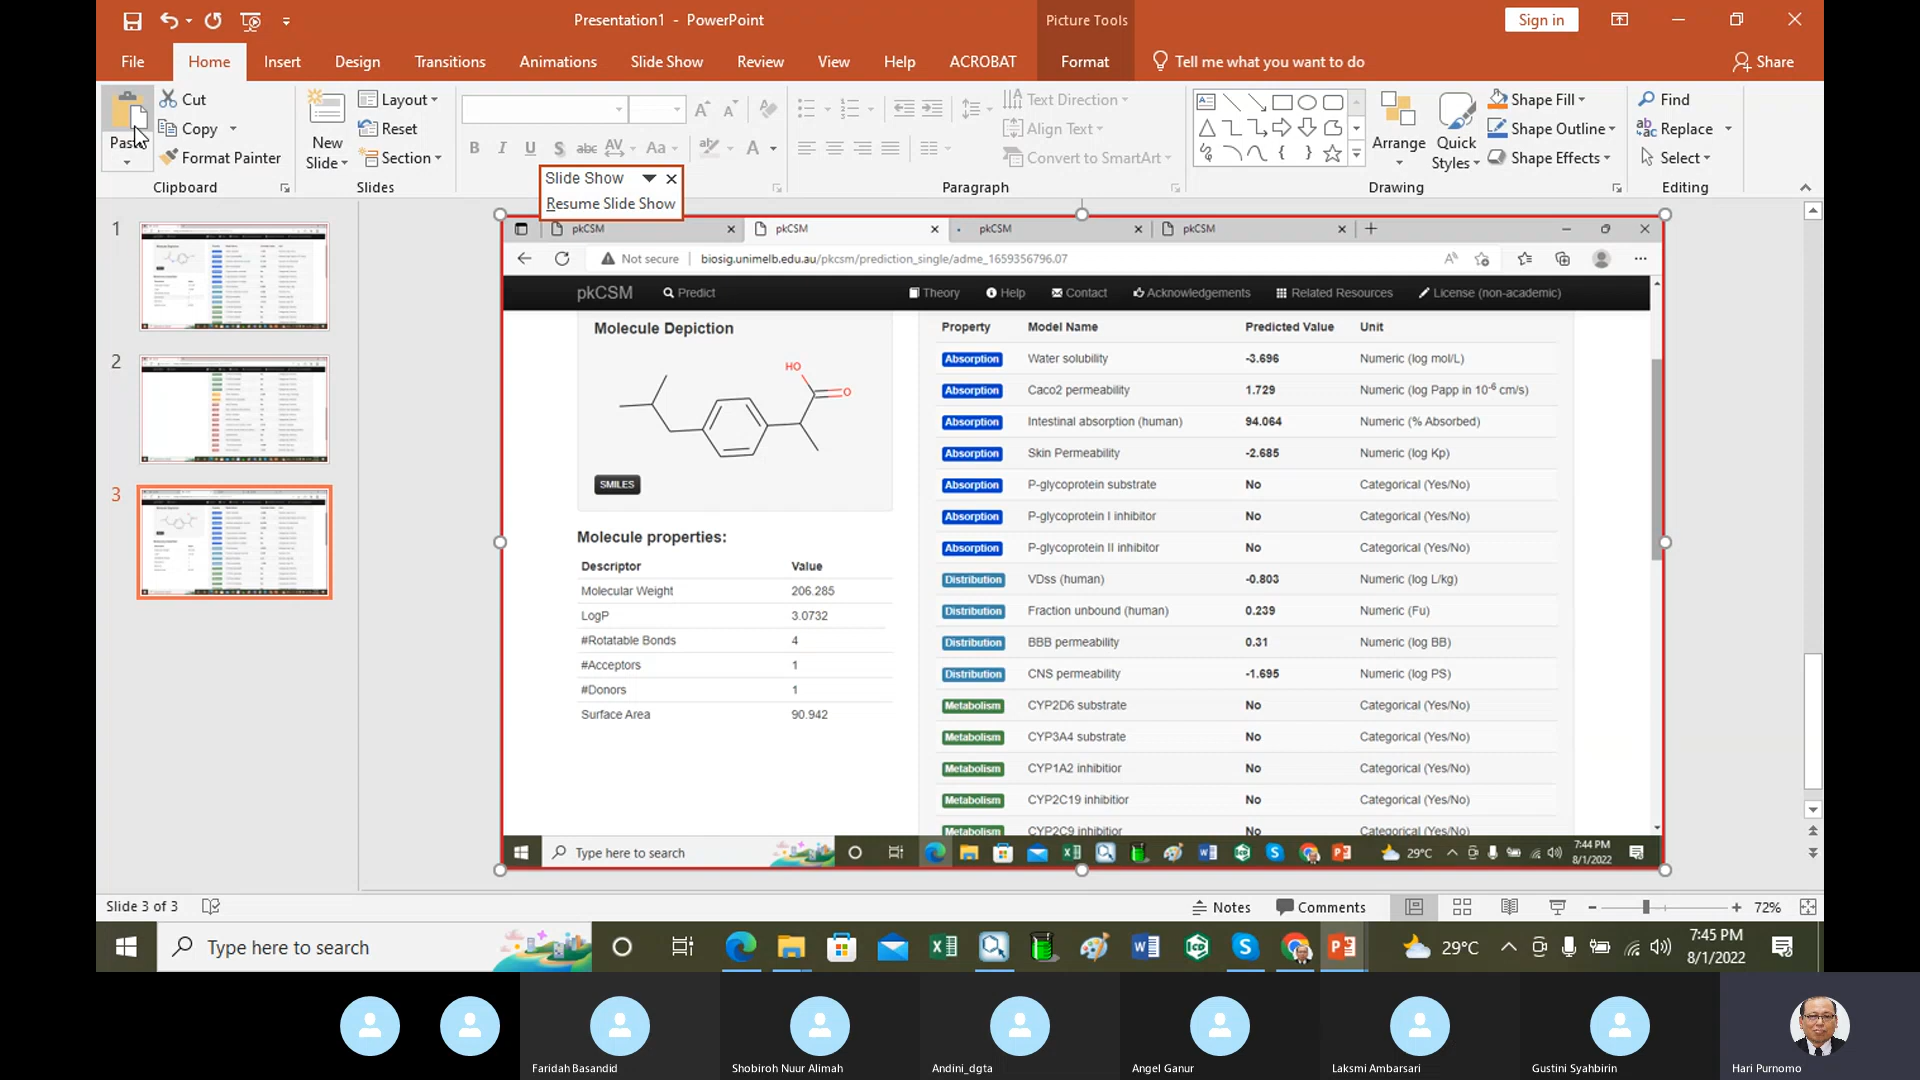 Presentation1 - PowerPoint
Picture Tools
Sign in
File Home Insert Design Transitions Animations Slide Show Review View Help ACROBAT Format Tell me what you want to do Share
Cut
Copy
Format Painter
Clipboard
New
Slide
Layout
Reset
Section
Slides
B I U S abc AV Aa A
Text Direction
Align Text
Convert to SmartArt
Paragraph
Arrange
Quick
Styles
Shape Fill
Shape Outline
Shape Effects
Drawing
Find
Replace
Select
Editing
Slide Show
Resume Slide Show
1
2
3
pkCSM pkCSM pkCSM pkCSM
Not secure biosig.unimelb.edu.au/pkcsm/prediction_single/adme_1659356796.07
pkCSM Predict Theory Help Contact Acknowledgements Related Resources License (non-academic)
Molecule Depiction
HO
O
SMILES
Molecule properties:
Descriptor Value
Molecular Weight 206.285
LogP 3.0732
#Rotatable Bonds 4
#Acceptors 1
#Donors 1
Surface Area 90.942
Property Model Name Predicted Value Unit
Absorption Water solubility -3.696 Numeric (log mol/L)
Absorption Caco2 permeability 1.729 Numeric (log Papp in 10-6 cm/s)
Absorption Intestinal absorption (human) 94.064 Numeric (% Absorbed)
Absorption Skin Permeability -2.685 Numeric (log Kp)
Absorption P-glycoprotein substrate No Categorical (Yes/No)
Absorption P-glycoprotein I inhibitor No Categorical (Yes/No)
Absorption P-glycoprotein II inhibitor No Categorical (Yes/No)
Distribution VDss (human) -0.803 Numeric (log L/kg)
Distribution Fraction unbound (human) 0.239 Numeric (Fu)
Distribution BBB permeability 0.31 Numeric (log BB)
Distribution CNS permeability -1.695 Numeric (log PS)
Metabolism CYP2D6 substrate No Categorical (Yes/No)
Metabolism CYP3A4 substrate No Categorical (Yes/No)
Metabolism CYP1A2 inhibitior No Categorical (Yes/No)
Metabolism CYP2C19 inhibitior No Categorical (Yes/No)
Metabolism CYP2C9 inhibitior No Categorical (Yes/No)
Type here to search 29°C 7:44 PM
8/1/2022
Slide 3 of 3 Notes Comments 72%
Type here to search 29°C 7:45 PM
8/1/2022
Faridah Basandid Shobiroh Nuur Alimah Andini_dgta Angel Ganur Laksmi Ambarsari Gustini Syahbirin Hari Purnomo